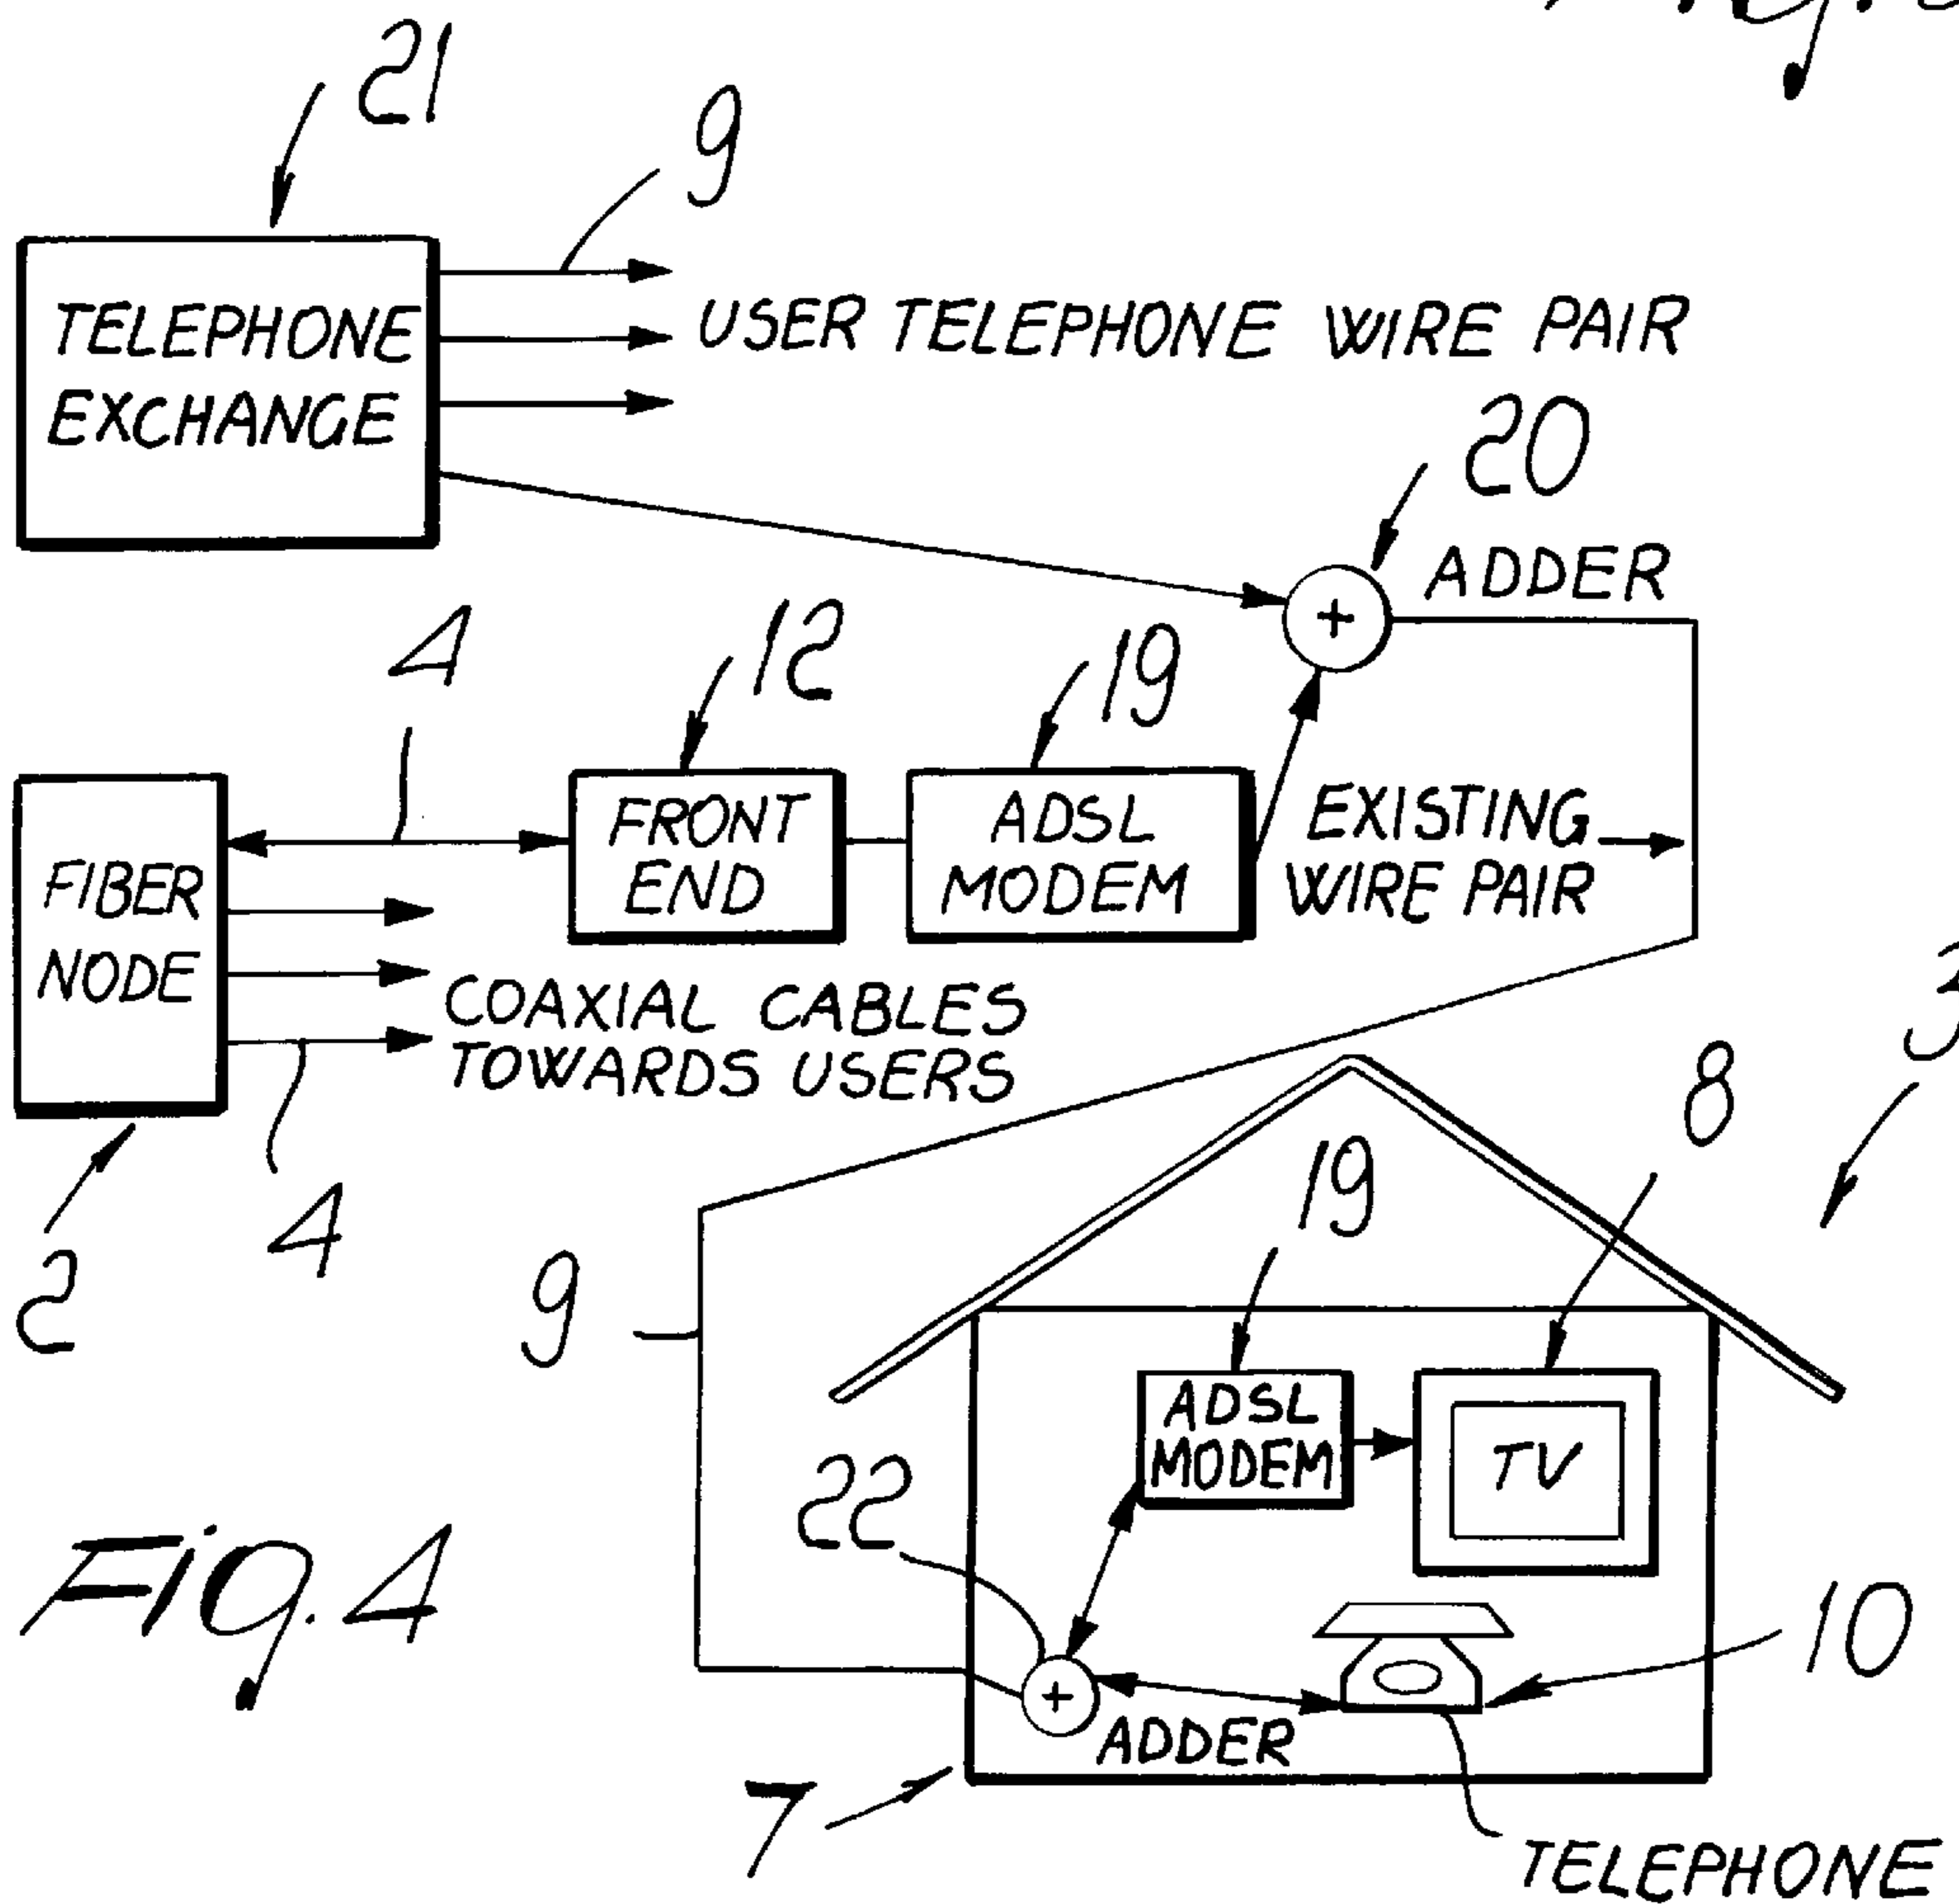 21
9
TELEPHONE
EXCHANGE
USER TELEPHONE WIRE PAIR
20
+
ADDER
4
12
19
FIBER
NODE
FRONT
END
ADSL
MODEM
EXISTING
WIRE PAIR
COAXIAL CABLES
TOWARDS USERS
2
4
9
19
8
3
ADSL
MODEM
TV
22
+
ADDER
10
7
TELEPHONE
Fig. 4